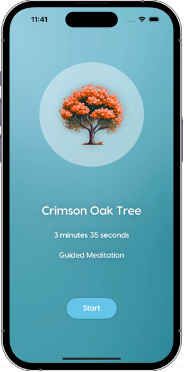 11:41
Crimson Oak Tree
3 minutes 35 seconds
Guided Meditation
Start